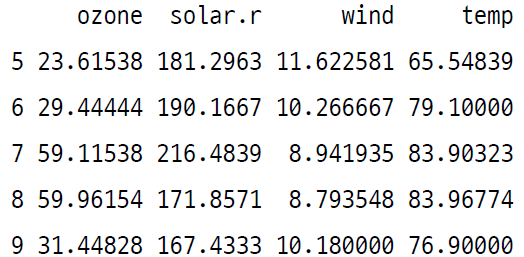 ozone solar.r wind temp
5 23.61538 181.2963 11.622581 65.54839
6 29.44444 190.1667 10.266667 79.10000
7 59.11538 216.4839 8.941935 83.90323
8 59.96154 171.8571 8.793548 83.96774
9 31.44828 167.4333 10.180000 76.90000